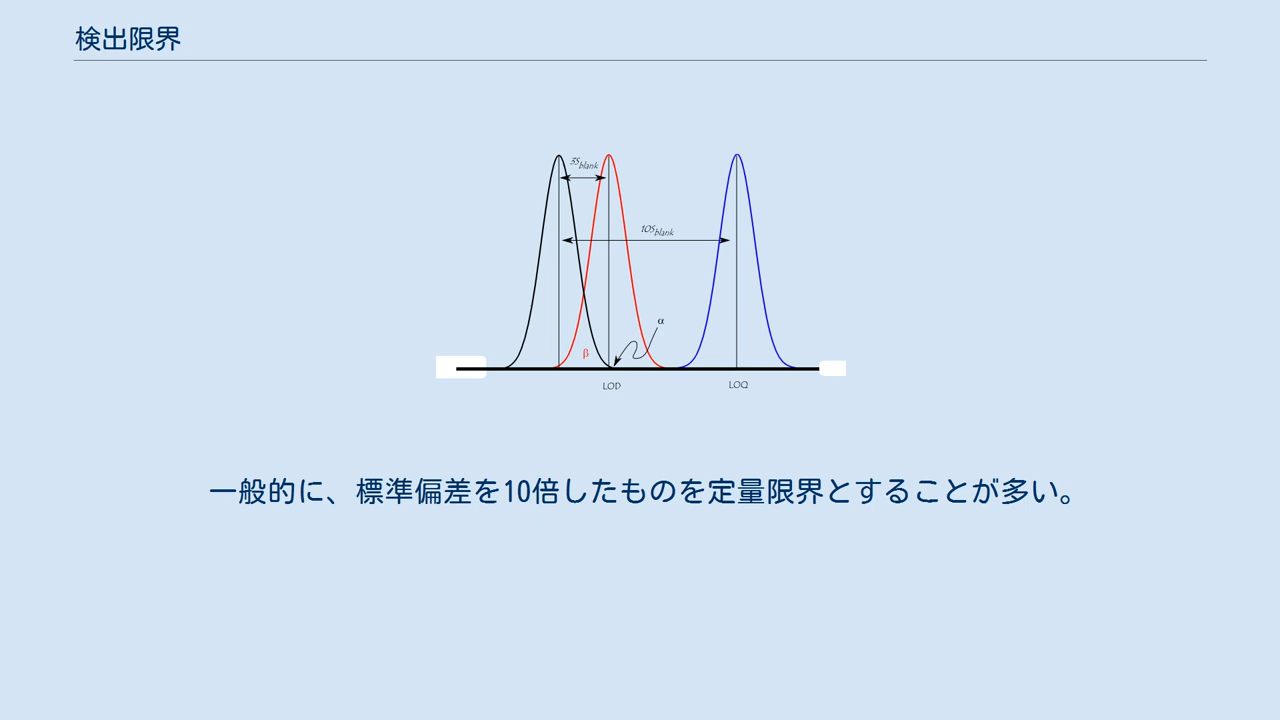 検出限界
3S_blank
10S_blank
α
β
LOD
LOQ
一般的に、標準偏差を10倍したものを定量限界とすることが多い。